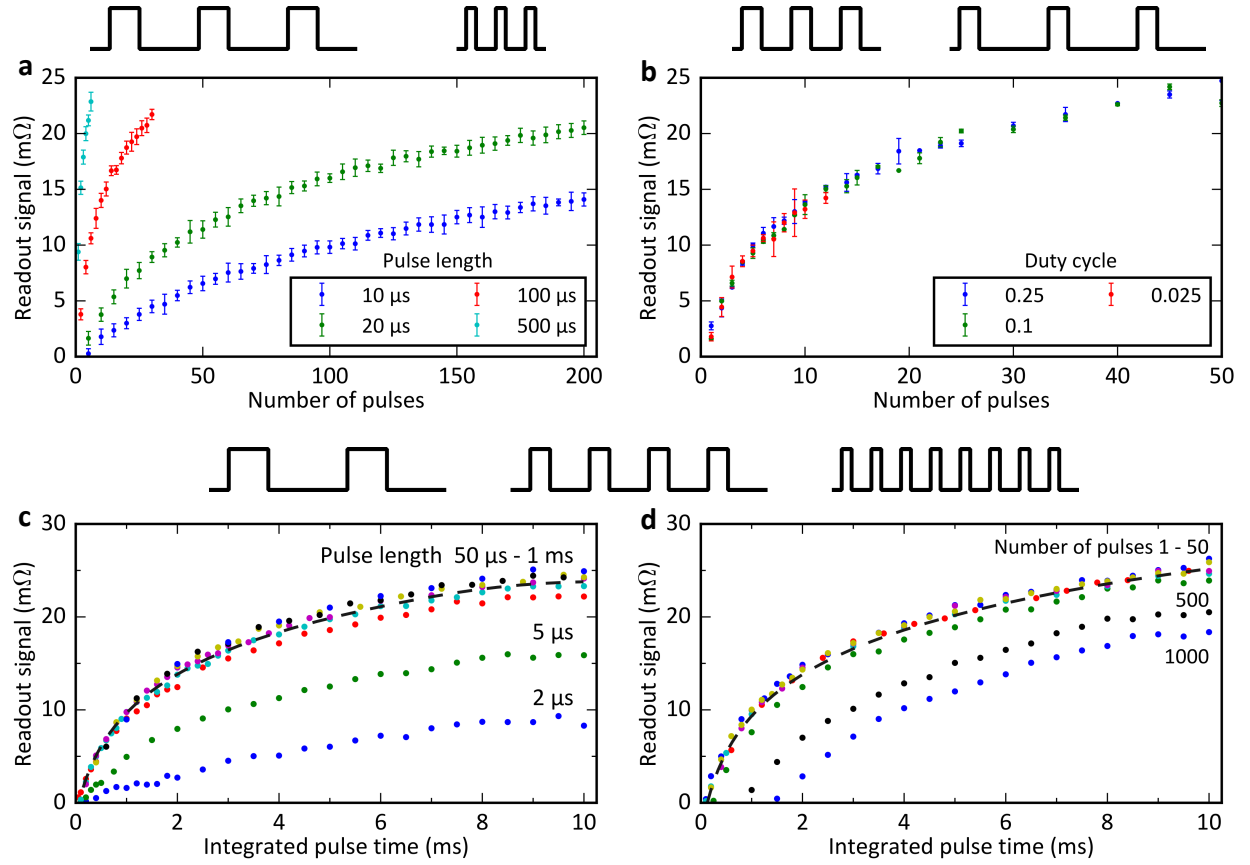 a
25
20
15
10
5
0
Readout signal (mΩ)
Pulse length
10 µs 100 µs
20 µs 500 µs
0 50 100 150 200
Number of pulses
b
25
20
15
10
5
0
Readout signal (mΩ)
Duty cycle
0.25 0.025
0.1
0 10 20 30 40 50
Number of pulses
c
30
20
10
0
Readout signal (mΩ)
Pulse length 50 µs - 1 ms
5 µs
2 µs
0 2 4 6 8 10
Integrated pulse time (ms)
d
30
20
10
0
Readout signal (mΩ)
Number of pulses 1 - 50
500
1000
0 2 4 6 8 10
Integrated pulse time (ms)